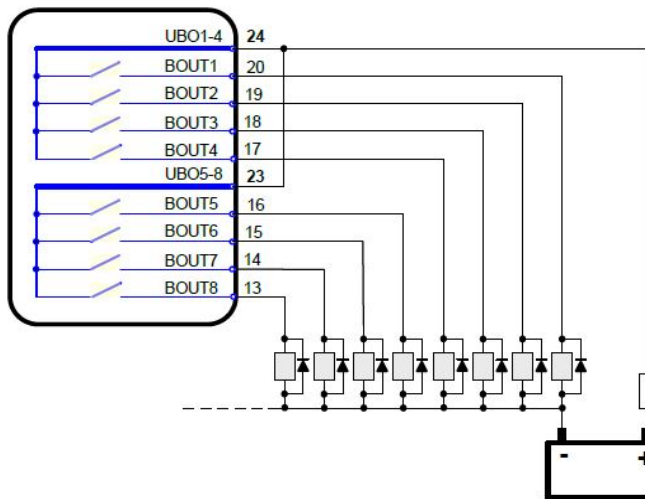 UBO1-4 24
BOUT1 20
BOUT2 19
BOUT3 18
BOUT4 17
UBO5-8 23
BOUT5 16
BOUT6 15
BOUT7 14
BOUT8 13
- +